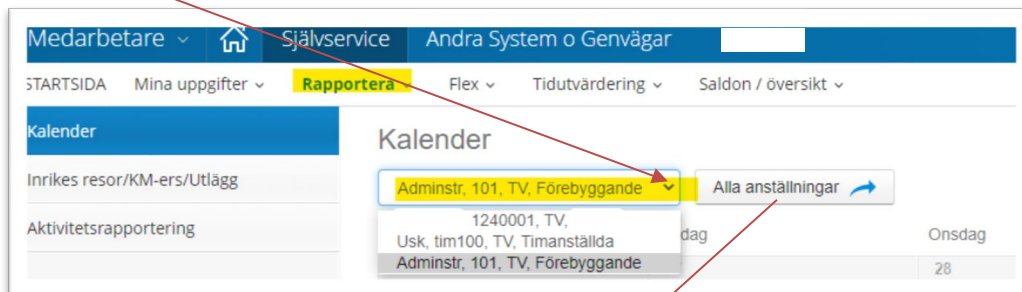 Medarbetare Självservice Andra System o Genvägar
STARTSIDA Mina uppgifter Rapportera Flex Tidutvärdering Saldon / översikt
Kalender
Kalender
Inrikes resor/KM-ers/Utlägg
Adminstr, 101, TV, Förebyggande Alla anställningar
Aktivitetsrapportering
1240001, TV,
Usk, tim100, TV, Timanställda
Adminstr, 101, TV, Förebyggande
dag Onsdag
28